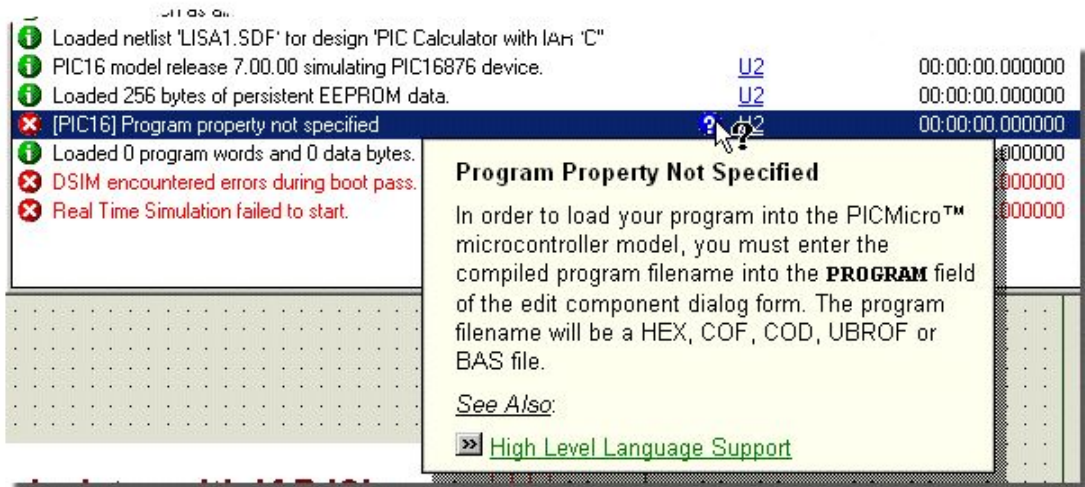 Loaded netlist 'LISA1.SDF' for design 'PIC Calculator with IAR 'C''
PIC16 model release 7.00.00 simulating PIC16876 device. U2 00:00:00.000000
Loaded 256 bytes of persistent EEPROM data. U2 00:00:00.000000
[PIC16] Program property not specified ? U2 00:00:00.000000
Loaded 0 program words and 0 data bytes. 000000
DSIM encountered errors during boot pass. 000000
Real Time Simulation failed to start. 000000
Program Property Not Specified
In order to load your program into the PICMicro™
microcontroller model, you must enter the
compiled program filename into the PROGRAM field
of the edit component dialog form. The program
filename will be a HEX, COF, COD, UBROF or
BAS file.
See Also:
High Level Language Support